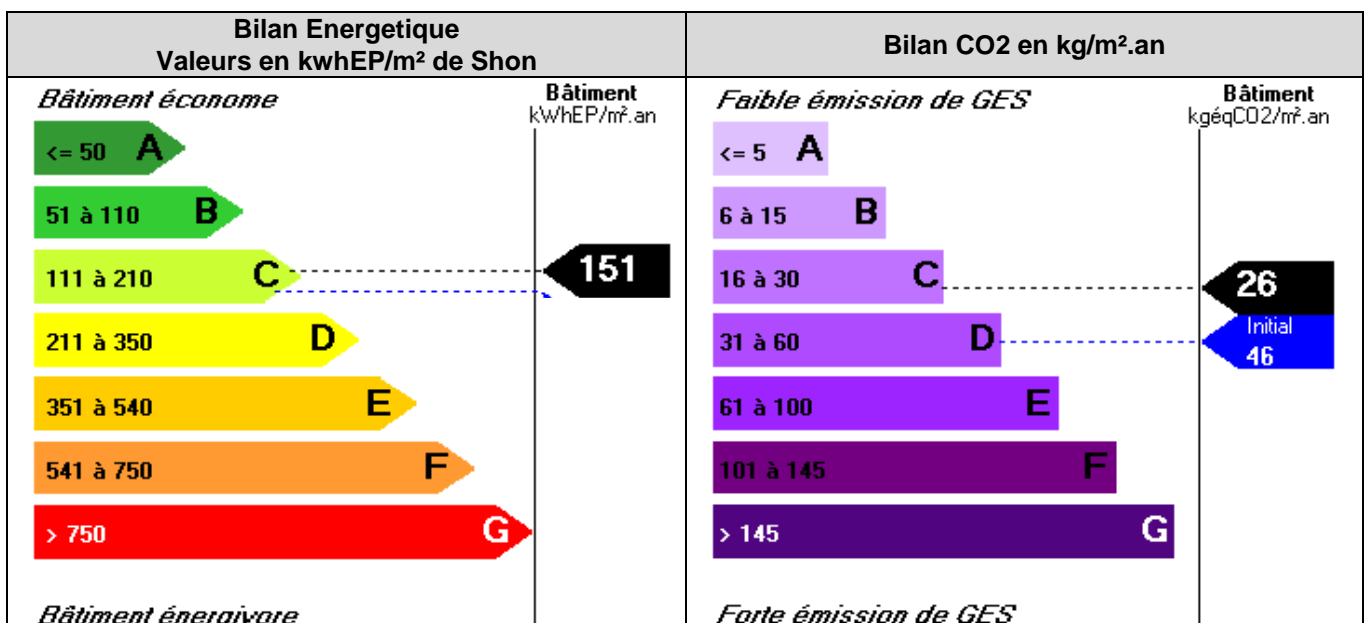 Bilan Energetique
Valeurs en kwhEP/m² de Shon
Bilan CO2 en kg/m².an
Bâtiment économe
Bâtiment
kWhEP/m².an
<= 50 A
51 à 110 B
111 à 210 C
151
211 à 350 D
351 à 540 E
541 à 750 F
> 750 G
Bâtiment énergivore
Faible émission de GES
Bâtiment
kgéqCO2/m².an
<= 5 A
6 à 15 B
16 à 30 C
26
31 à 60 D
Initial
46
61 à 100 E
101 à 145 F
> 145 G
Forte émission de GES